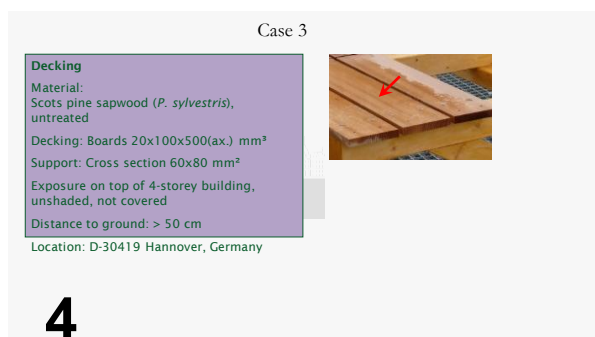 Case 3
Decking
Material:
Scots pine sapwood (P. sylvestris),
untreated
Decking: Boards 20x100x500(ax.) mm³
Support: Cross section 60x80 mm²
Exposure on top of 4-storey building,
unshaded, not covered
Distance to ground: > 50 cm
Location: D-30419 Hannover, Germany
4